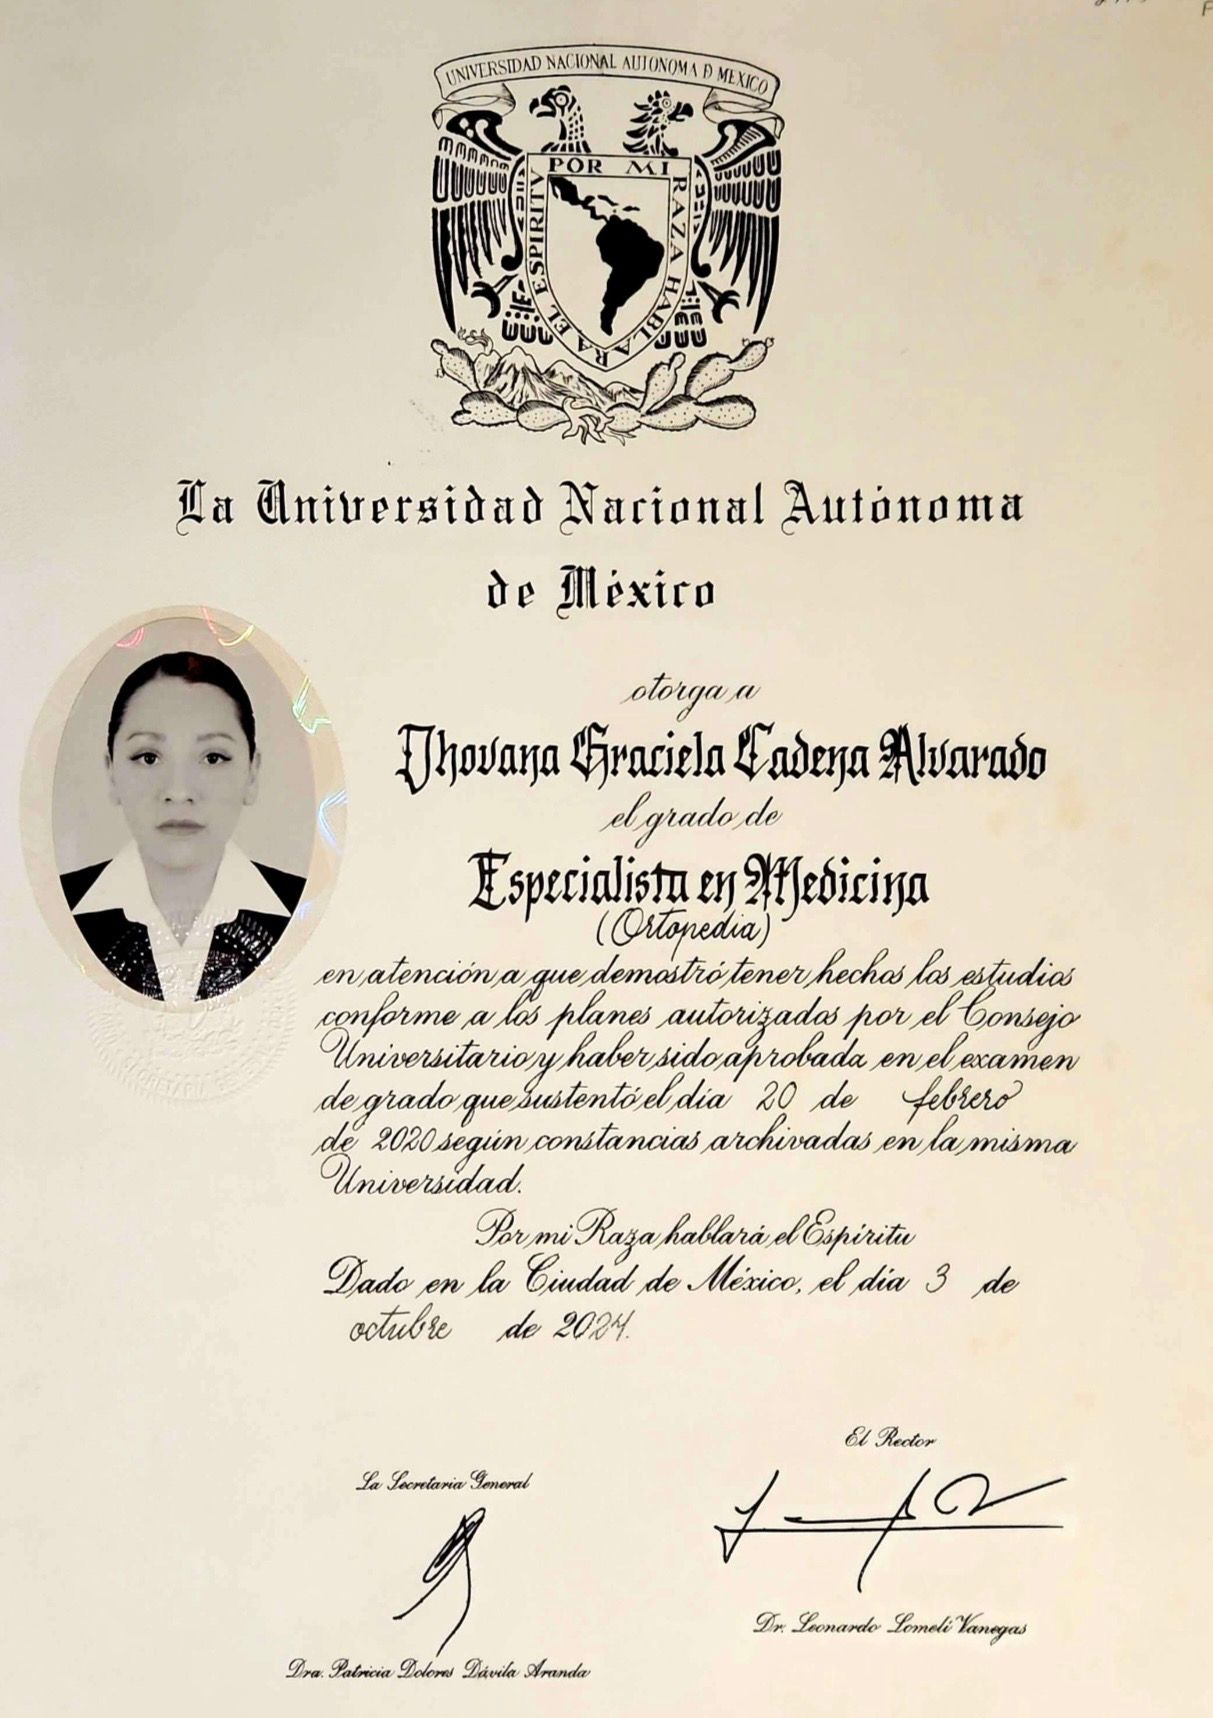 UNIVERSIDAD NACIONAL AUTONOMA D MEXICO
POR MI RAZA HABLARA EL ESPIRITV
La Universidad Nacional Autónoma
de México
otorga a
Jhovana Graciela Cadena Alvarado
el grado de
Especialista en Medicina
(Ortopedia)
en atención a que demostró tener hechos los estudios
conforme a los planes autorizados por el Consejo
Universitario y haber sido aprobada en el examen
de grado que sustentó el día 20 de febrero
de 2020 según constancias archivadas en la misma
Universidad.
Por mi Raza hablará el Espíritu
Dado en la Ciudad de México, el día 3 de
octubre de 2024.
El Rector
La Secretaria General
Dr. Leonardo Lomelí Vanegas
Dra. Patricia Dolores Dávila Aranda